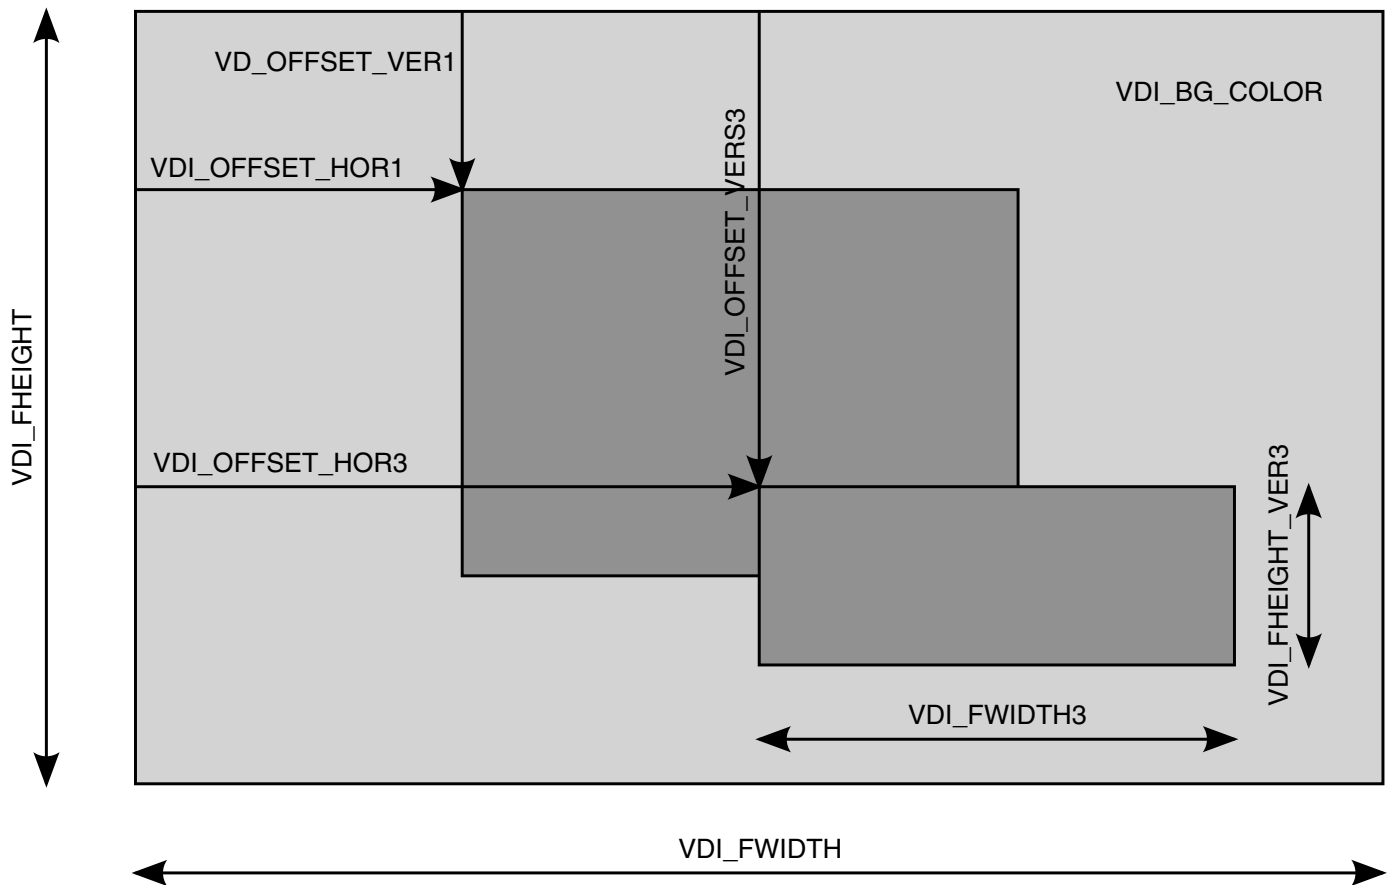 VD_OFFSET_VER1
VDI_BG_COLOR
VDI_OFFSET_HOR1
VDI_OFFSET_VERS3
VDI_FHEIGHT
VDI_OFFSET_HOR3
VDI_FHEIGHT_VER3
VDI_FWIDTH3
VDI_FWIDTH